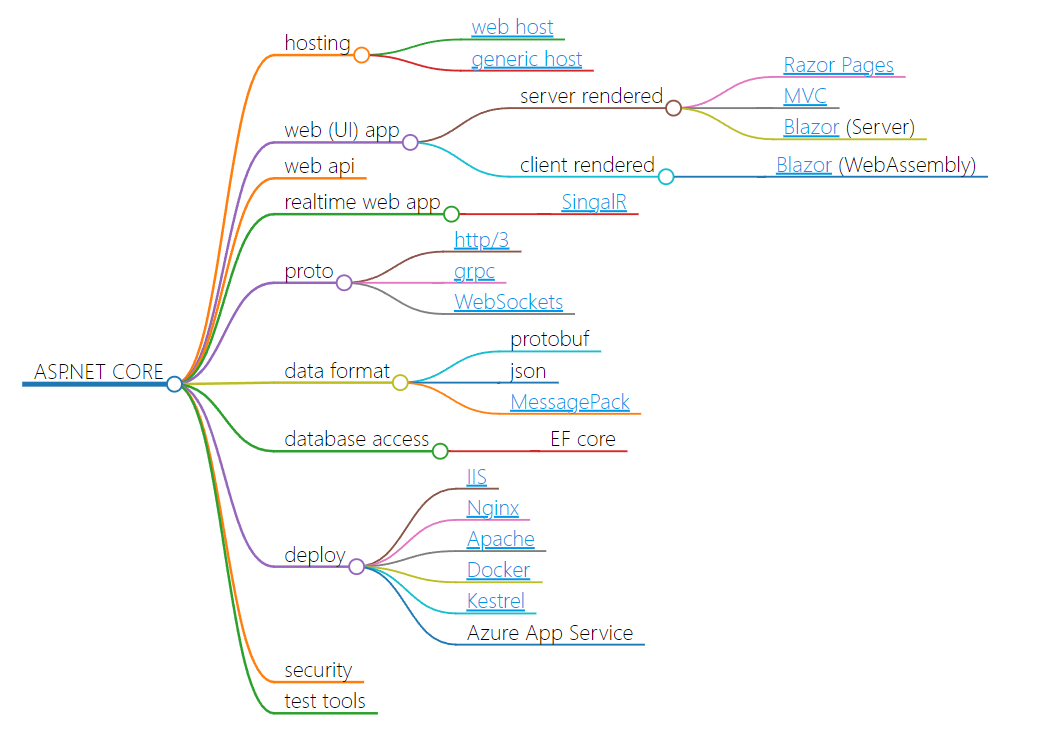 ASP.NET CORE
hosting
web host
generic host
web (UI) app
server rendered
Razor Pages
MVC
Blazor (Server)
client rendered
Blazor (WebAssembly)
web api
realtime web app
SingalR
proto
http/3
grpc
WebSockets
data format
protobuf
json
MessagePack
database access
EF core
deploy
IIS
Nginx
Apache
Docker
Kestrel
Azure App Service
security
test tools